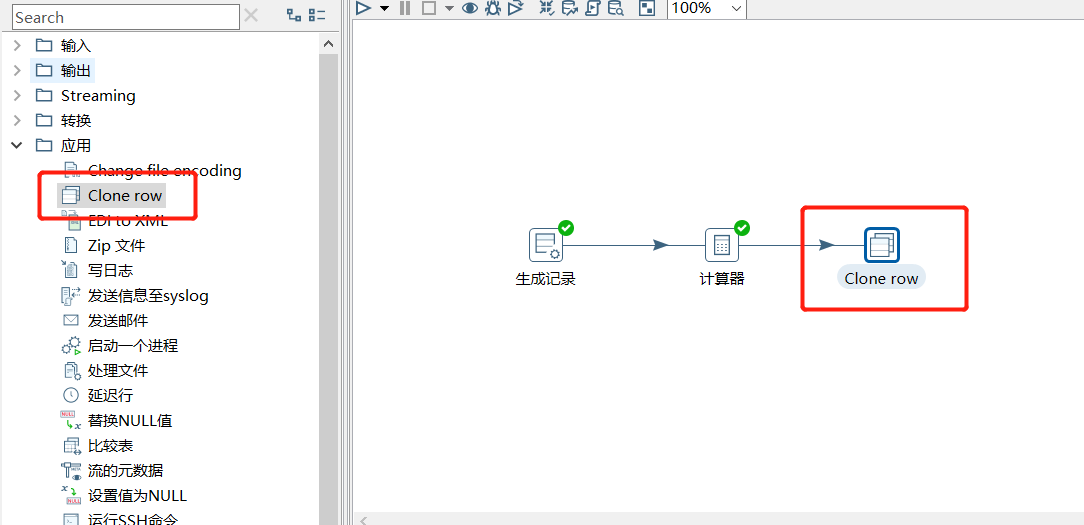 Search
100%
输入
输出
Streaming
转换
应用
Change file encoding
Clone row
EDI to XML
Zip 文件
写日志
发送信息至syslog
发送邮件
启动一个进程
处理文件
延迟行
替换NULL值
比较表
流的元数据
设置值为NULL
运行SSH命令
生成记录
计算器
Clone row